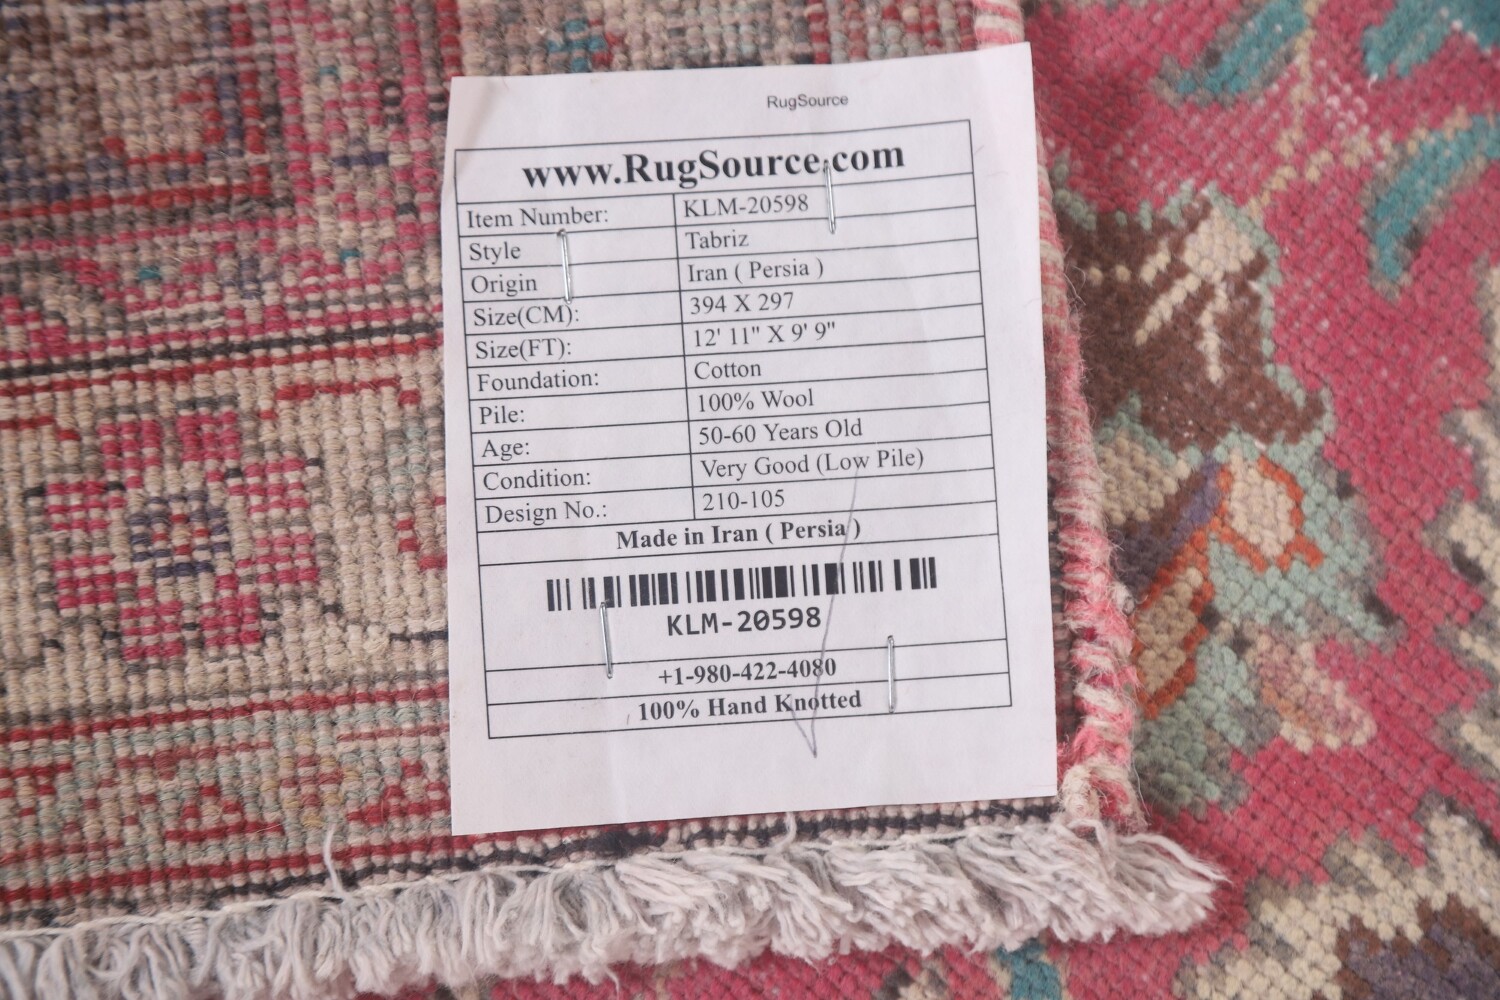 RugSource
www.RugSource.com
Item Number: KLM-20598
Style Tabriz
Origin Iran ( Persia )
Size(CM): 394 X 297
Size(FT): 12' 11" X 9' 9"
Foundation: Cotton
Pile: 100% Wool
Age: 50-60 Years Old
Condition: Very Good (Low Pile)
Design No.: 210-105
Made in Iran ( Persia )
KLM-20598
+1-980-422-4080
100% Hand Knotted